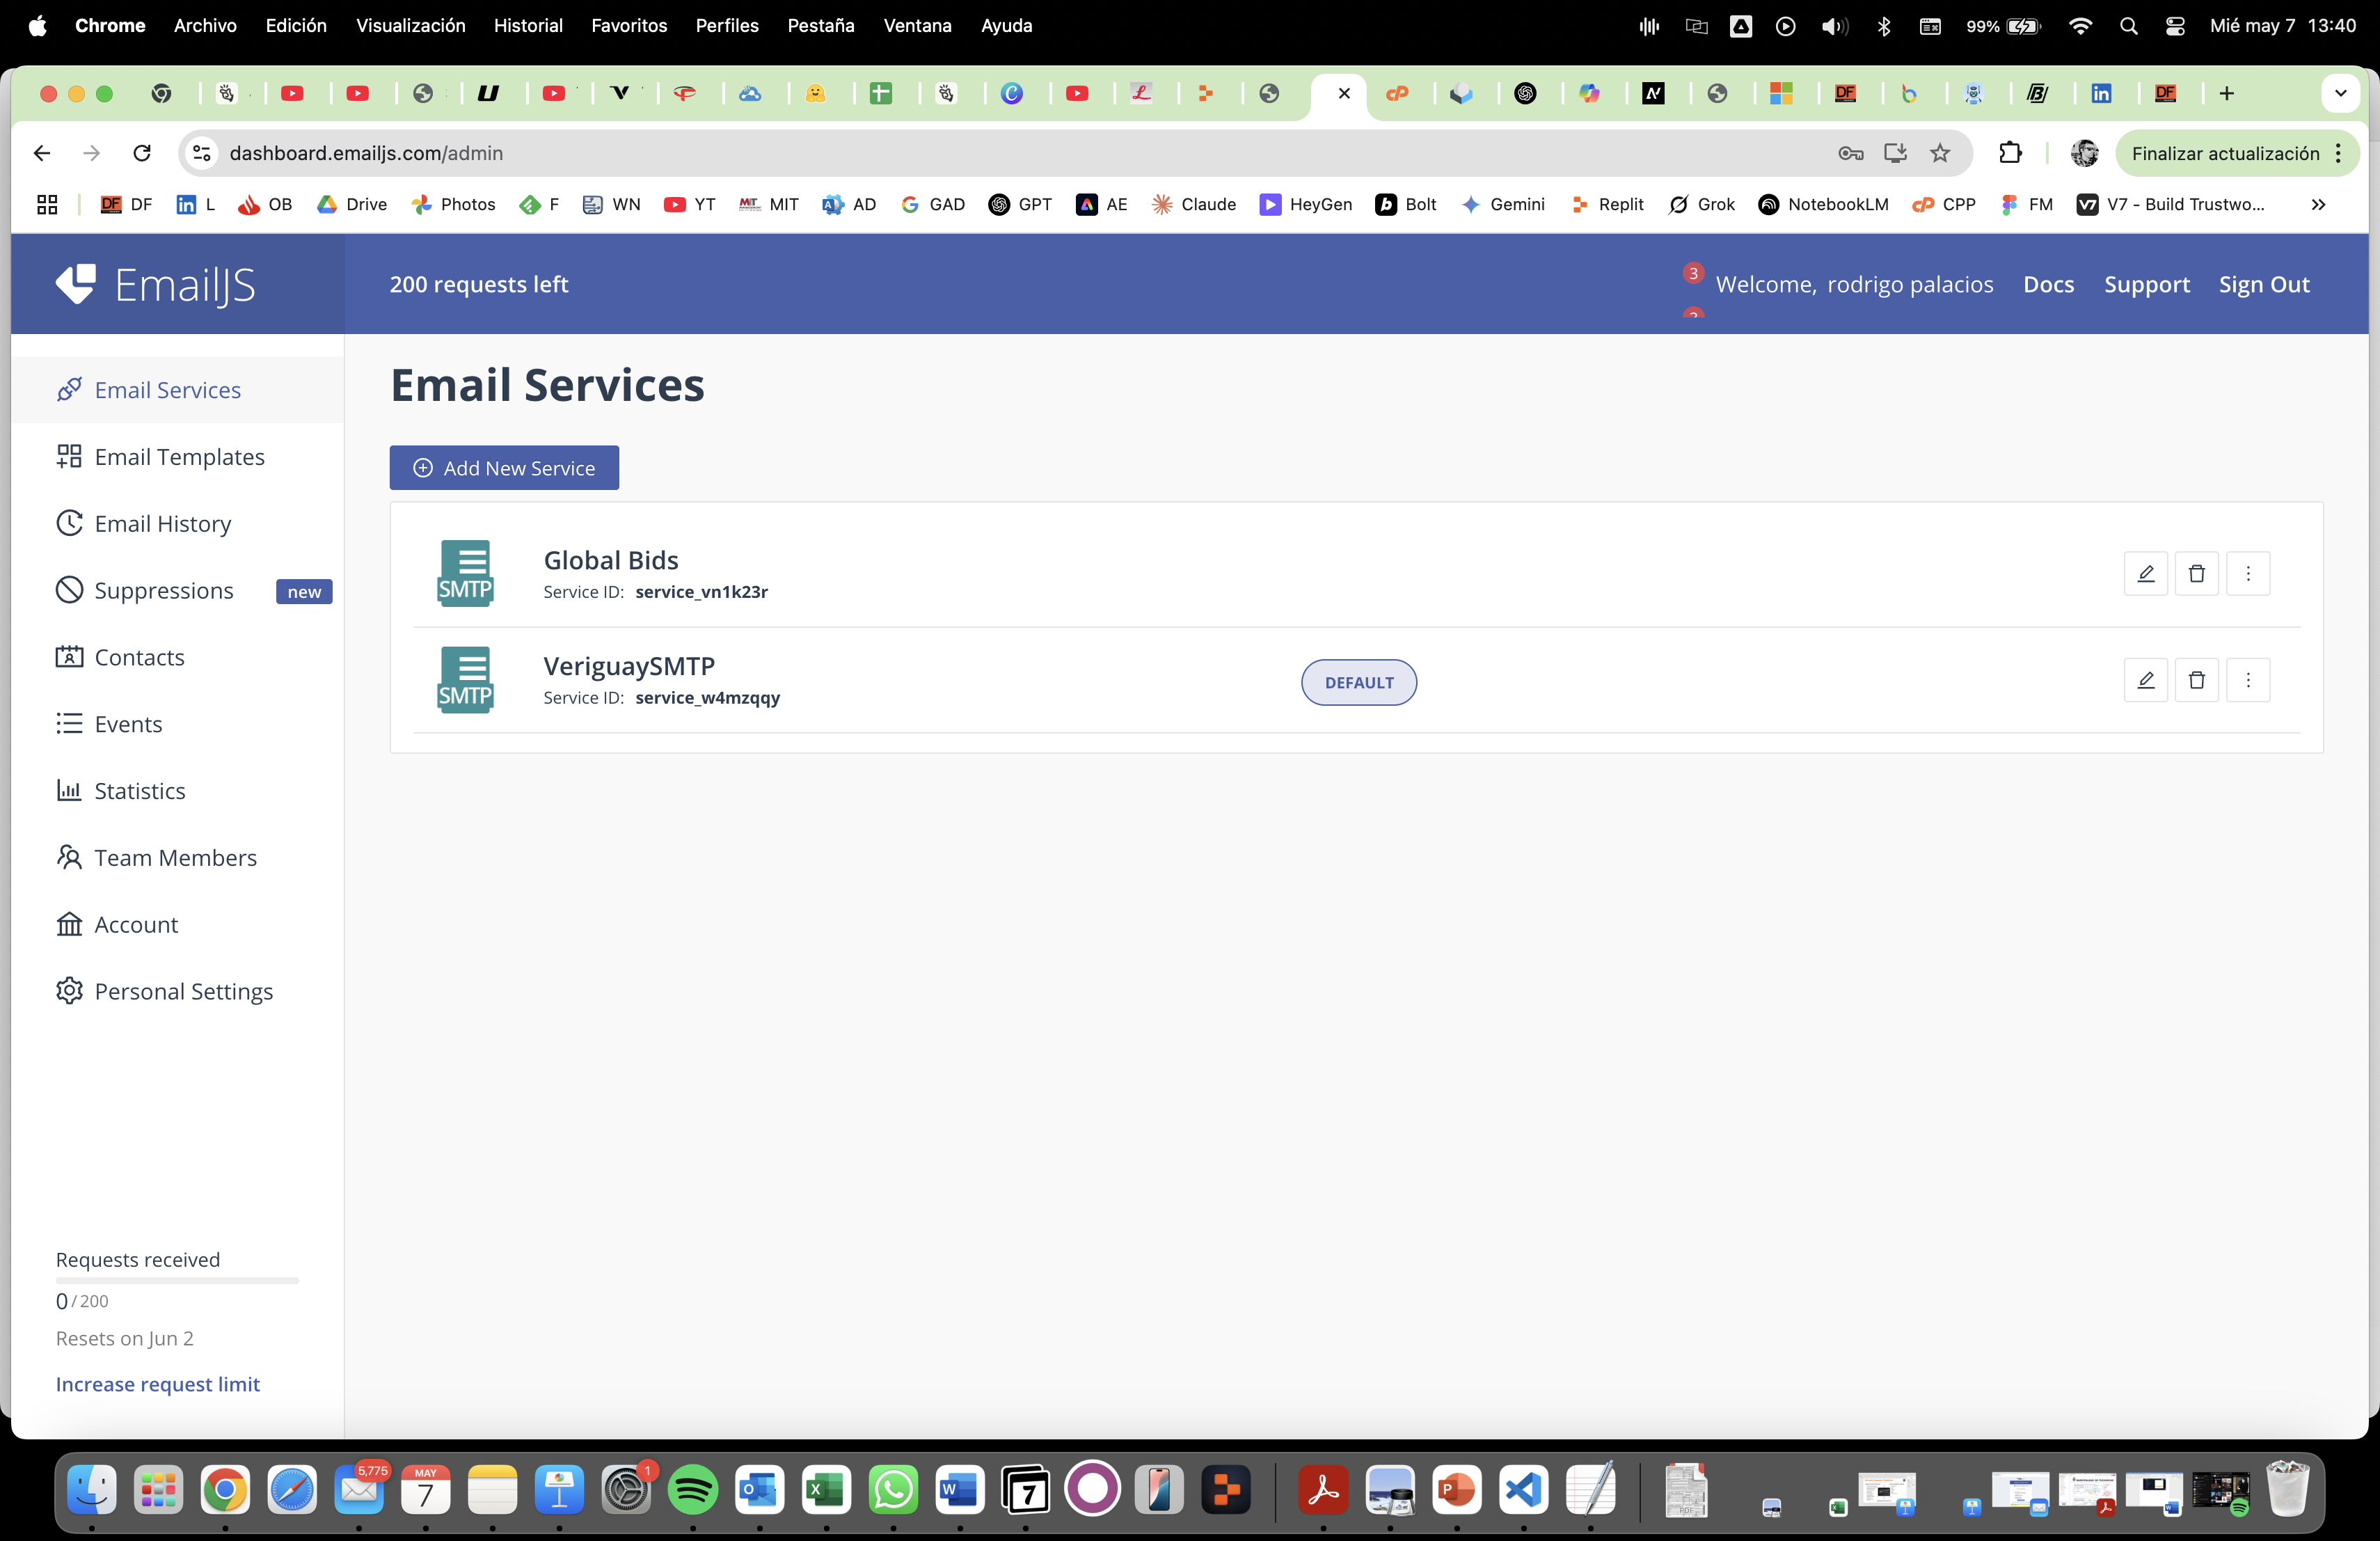 Chrome Archivo Edición Visualización Historial Favoritos Perfiles Pestaña Ventana Ayuda 99% Mié may 7 13:40
dashboard.emailjs.com/admin Finalizar actualización
DF L OB Drive Photos F WN YT MIT AD GAD GPT AE Claude HeyGen Bolt Gemini Replit Grok NotebookLM CPP FM V7 - Build Trustwo...
EmailJS 200 requests left 3 Welcome, rodrigo palacios Docs Support Sign Out
Email Services
Email Templates
Email History
Suppressions new
Contacts
Events
Statistics
Team Members
Account
Personal Settings
Requests received
0 / 200
Resets on Jun 2
Increase request limit
Email Services
Add New Service
SMTP
Global Bids
Service ID: service_vn1k23r
SMTP
VeriguaySMTP
Service ID: service_w4mzqqy
DEFAULT
5,775
MAY
7
1
7